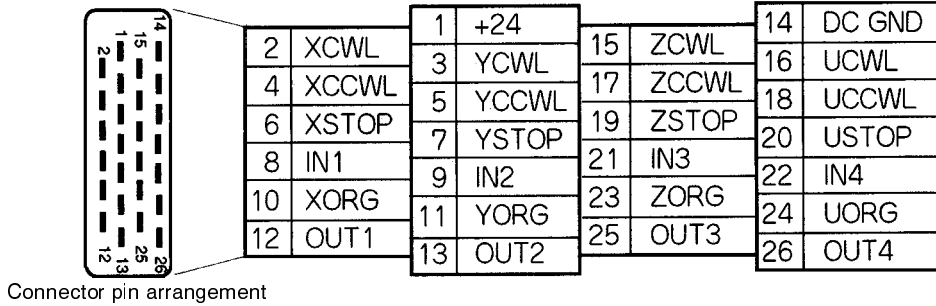 14
15
1
2
12
13
25
26
2 XCWL
4 XCCWL
6 XSTOP
8 IN1
10 XORG
12 OUT1
1 +24
3 YCWL
5 YCCWL
7 YSTOP
9 IN2
11 YORG
13 OUT2
15 ZCWL
17 ZCCWL
19 ZSTOP
21 IN3
23 ZORG
25 OUT3
14 DC GND
16 UCWL
18 UCCWL
20 USTOP
22 IN4
24 UORG
26 OUT4
Connector pin arrangement